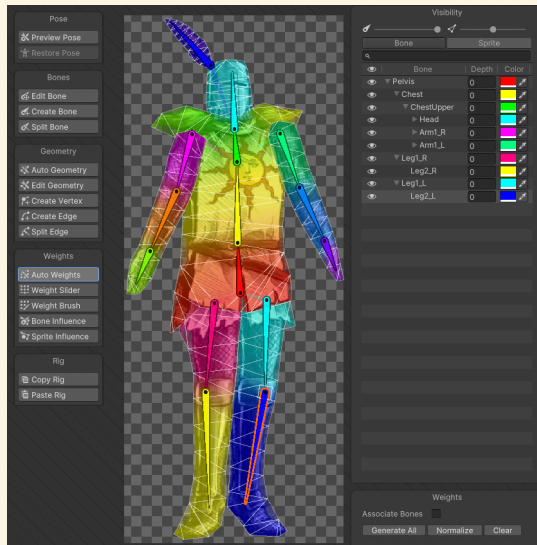 Pose
Preview Pose
Restore Pose
Bones
Edit Bone
Create Bone
Split Bone
Geometry
Auto Geometry
Edit Geometry
Create Vertex
Create Edge
Split Edge
Weights
Auto Weights
Weight Slider
Weight Brush
Bone Influence
Sprite Influence
Rig
Copy Rig
Paste Rig
Visibility
Bone Sprite
Bone Depth Color
Pelvis 0
Chest 0
ChestUpper 0
Head 0
Arm1_R 0
Arm1_L 0
Leg1_R 0
Leg2_R 0
Leg1_L 0
Leg2_L 0
Weights
Associate Bones
Generate All Normalize Clear